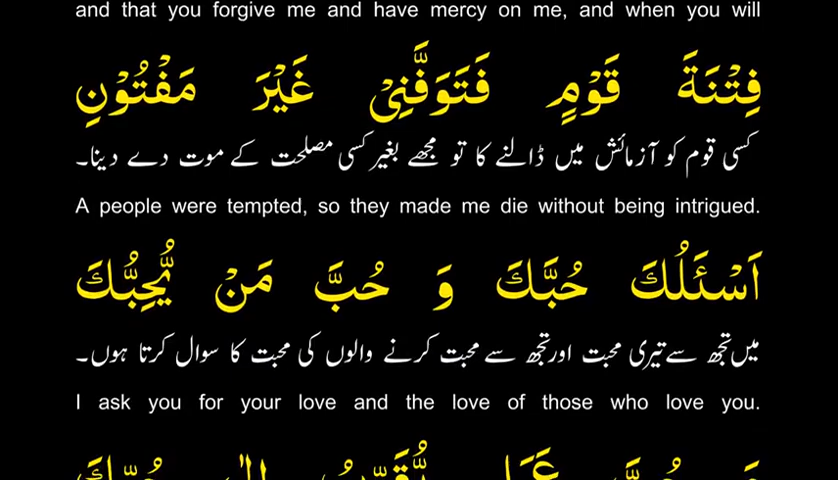 and that you forgive me and have mercy on me, and when you will
فِتْنَةَ قَوْمٍ فَتَوَفَّنِیْ غَیْرَ مَفْتُوْنٍ
کسی قوم کو آزمائش میں ڈالنے کا تو مجھے بغیر کسی مصلحت کے موت دے دینا۔
A people were tempted, so they made me die without being intrigued.
اَسْئَلُكَ حُبَّكَ وَ حُبَّ مَنْ یُّحِبُّكَ
میں تجھ سے تیری محبت اور تجھ سے محبت کرنے والوں کی محبت کا سوال کرتا ہوں۔
I ask you for your love and the love of those who love you.